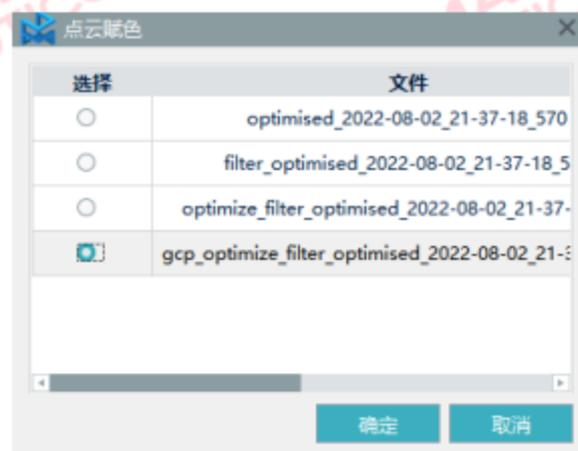 点云赋色
选择 文件
optimised_2022-08-02_21-37-18_570
filter_optimised_2022-08-02_21-37-18_5
optimize_filter_optimised_2022-08-02_21-37-
gcp_optimize_filter_optimised_2022-08-02_21-3
确定 取消